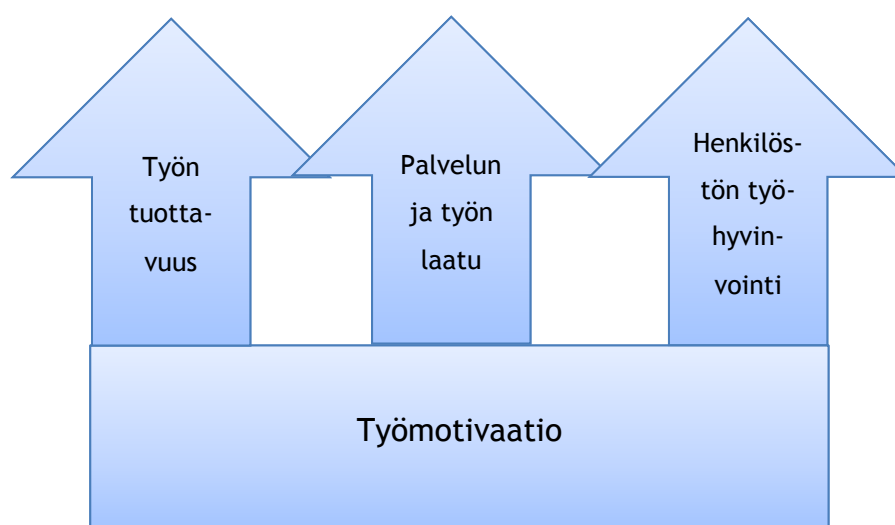 Työn
tuotta-
vuus
Palvelun
ja työn
laatu
Henkilös-
tön työ-
hyvin-
vointi
Työmotivaatio